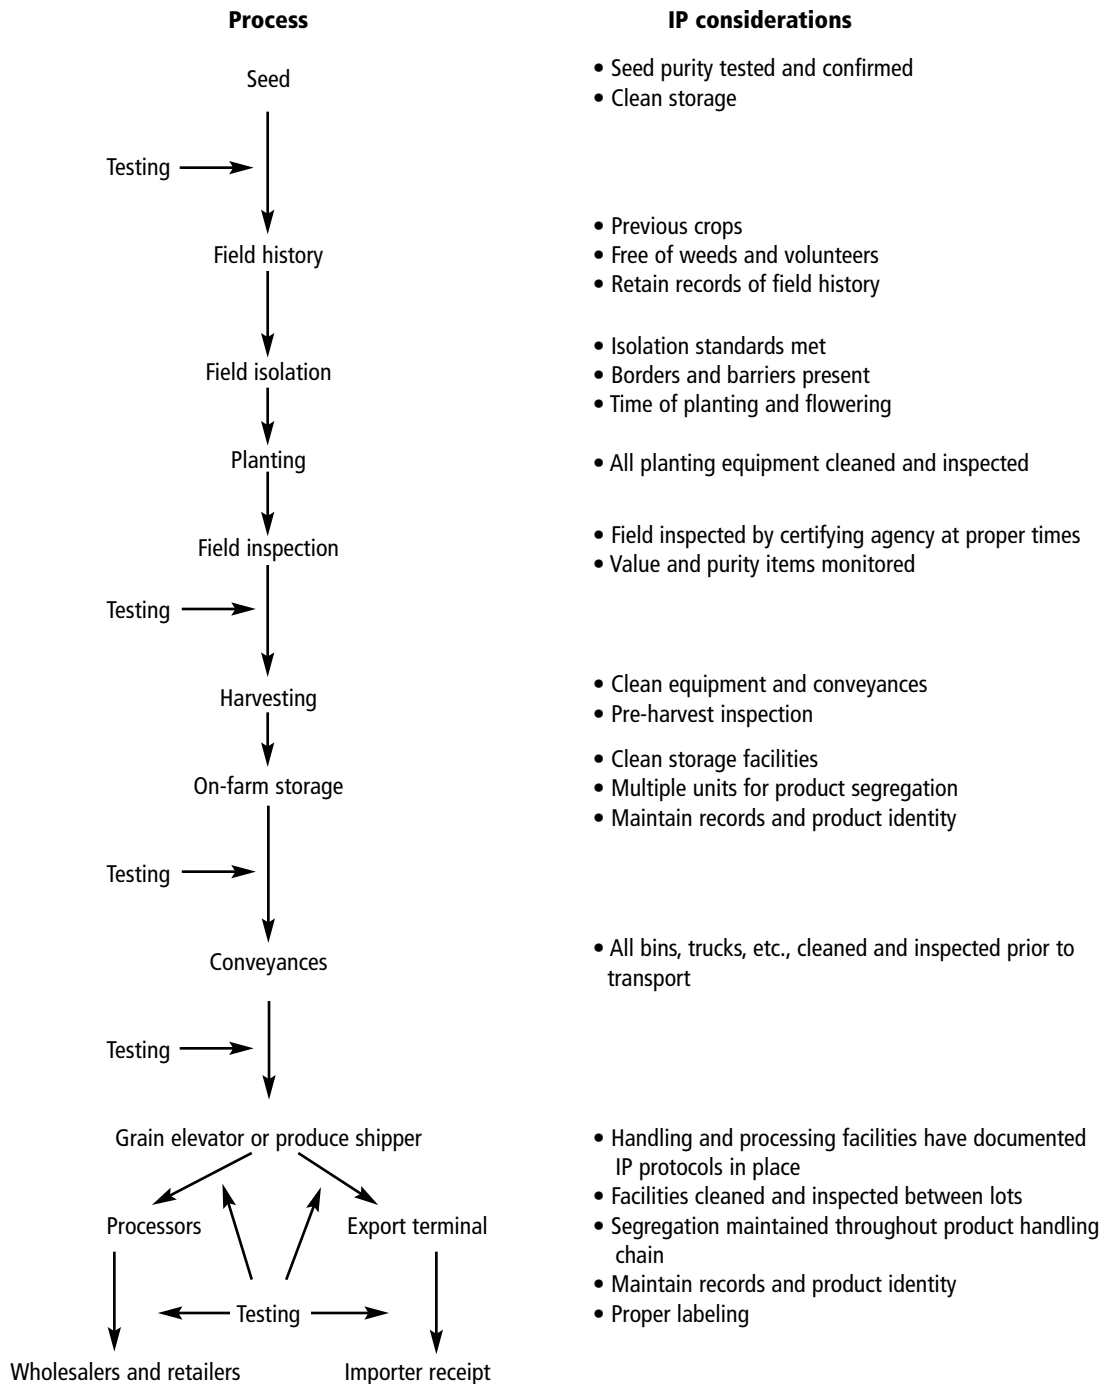 Process
IP considerations
Seed
• Seed purity tested and confirmed
• Clean storage
Testing
Field history
• Previous crops
• Free of weeds and volunteers
• Retain records of field history
Field isolation
• Isolation standards met
• Borders and barriers present
• Time of planting and flowering
Planting
• All planting equipment cleaned and inspected
Field inspection
• Field inspected by certifying agency at proper times
• Value and purity items monitored
Testing
Harvesting
• Clean equipment and conveyances
• Pre-harvest inspection
On-farm storage
• Clean storage facilities
• Multiple units for product segregation
• Maintain records and product identity
Testing
Conveyances
• All bins, trucks, etc., cleaned and inspected prior to
transport
Testing
Grain elevator or produce shipper
• Handling and processing facilities have documented
IP protocols in place
• Facilities cleaned and inspected between lots
Processors
Export terminal
• Segregation maintained throughout product handling
chain
• Maintain records and product identity
Testing
• Proper labeling
Wholesalers and retailers
Importer receipt